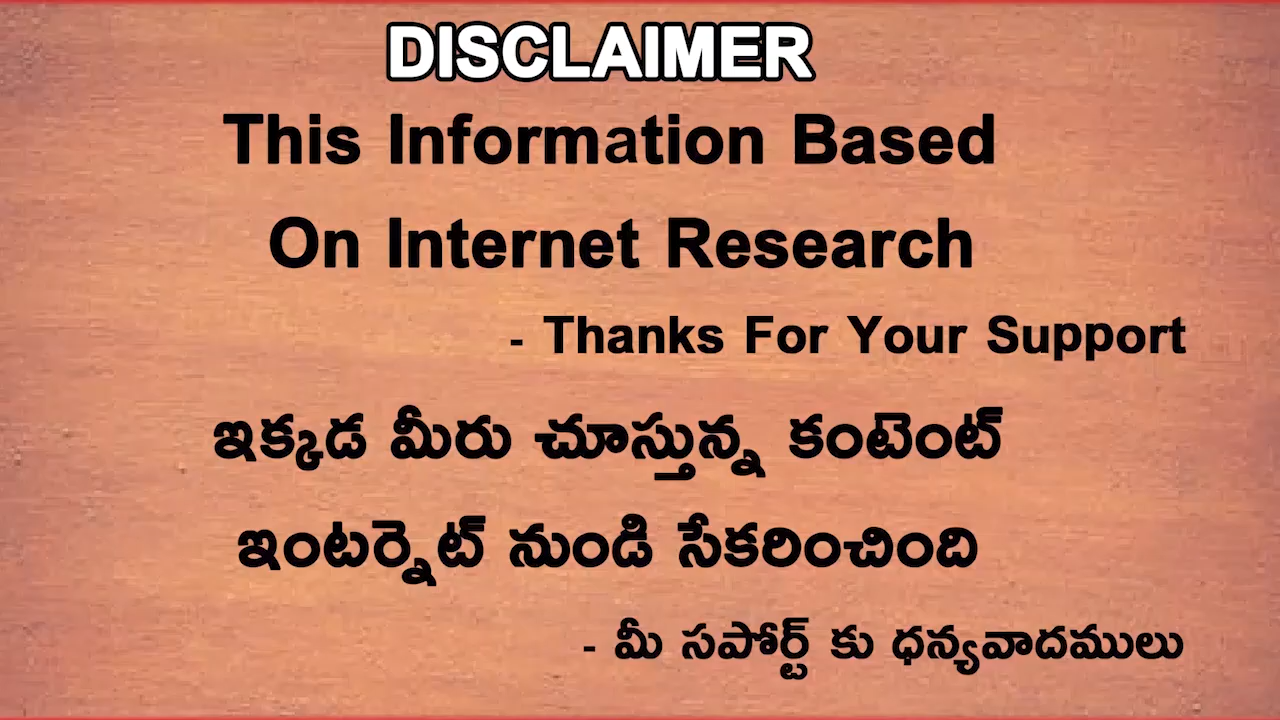 DISCLAIMER
This Information Based
On Internet Research
- Thanks For Your Support
ఇక్కడ మీరు చూస్తున్న కంటెంట్
ఇంటర్నెట్ నుండి సేకరించింది
- మీ సపోర్ట్ కు ధన్యవాదములు